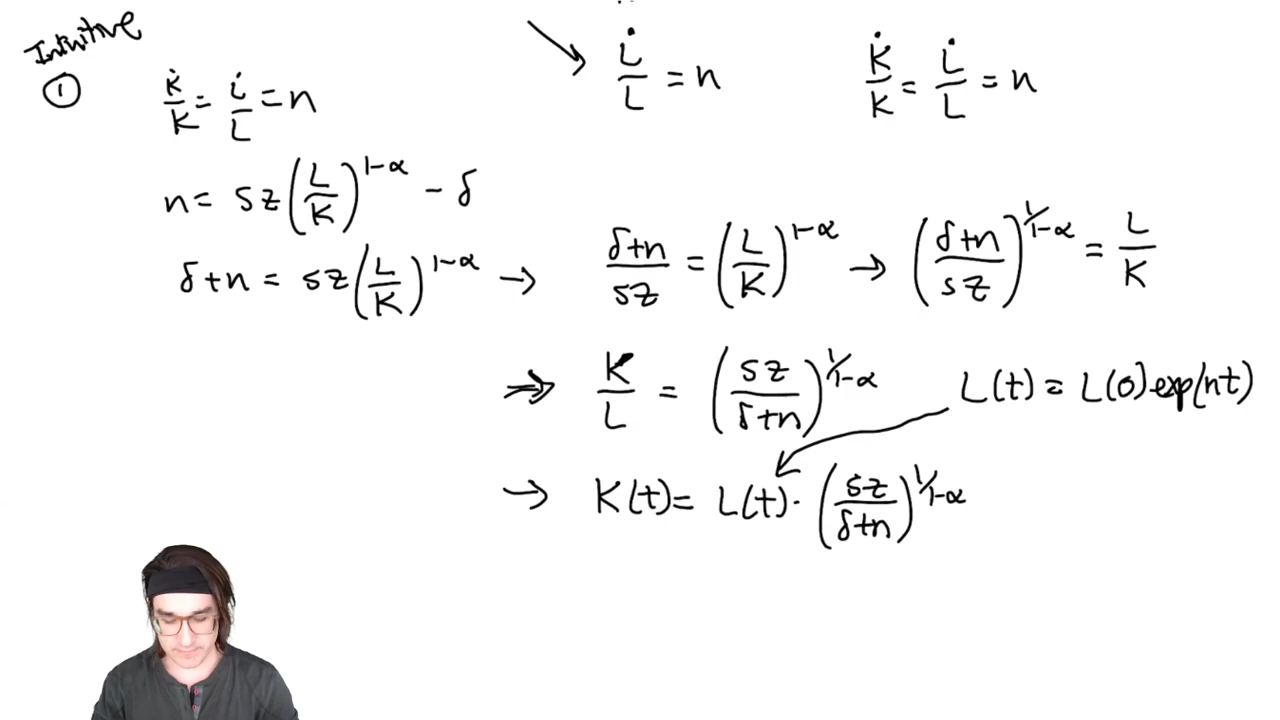 Intuitive
①
K̇/K = L̇/L = n
L̇/L = n
K̇/K = L̇/L = n
n = sz(L/K)^{1-α} - δ
δ+n = sz(L/K)^{1-α} → (δ+n)/(sz) = (L/K)^{1-α} → ((δ+n)/(sz))^{1/1-α} = L/K
⇒ K/L = (sz/(δ+n))^{1/1-α}
L(t) = L(0)exp(nt)
→ K(t) = L(t)·(sz/(δ+n))^{1/1-α}